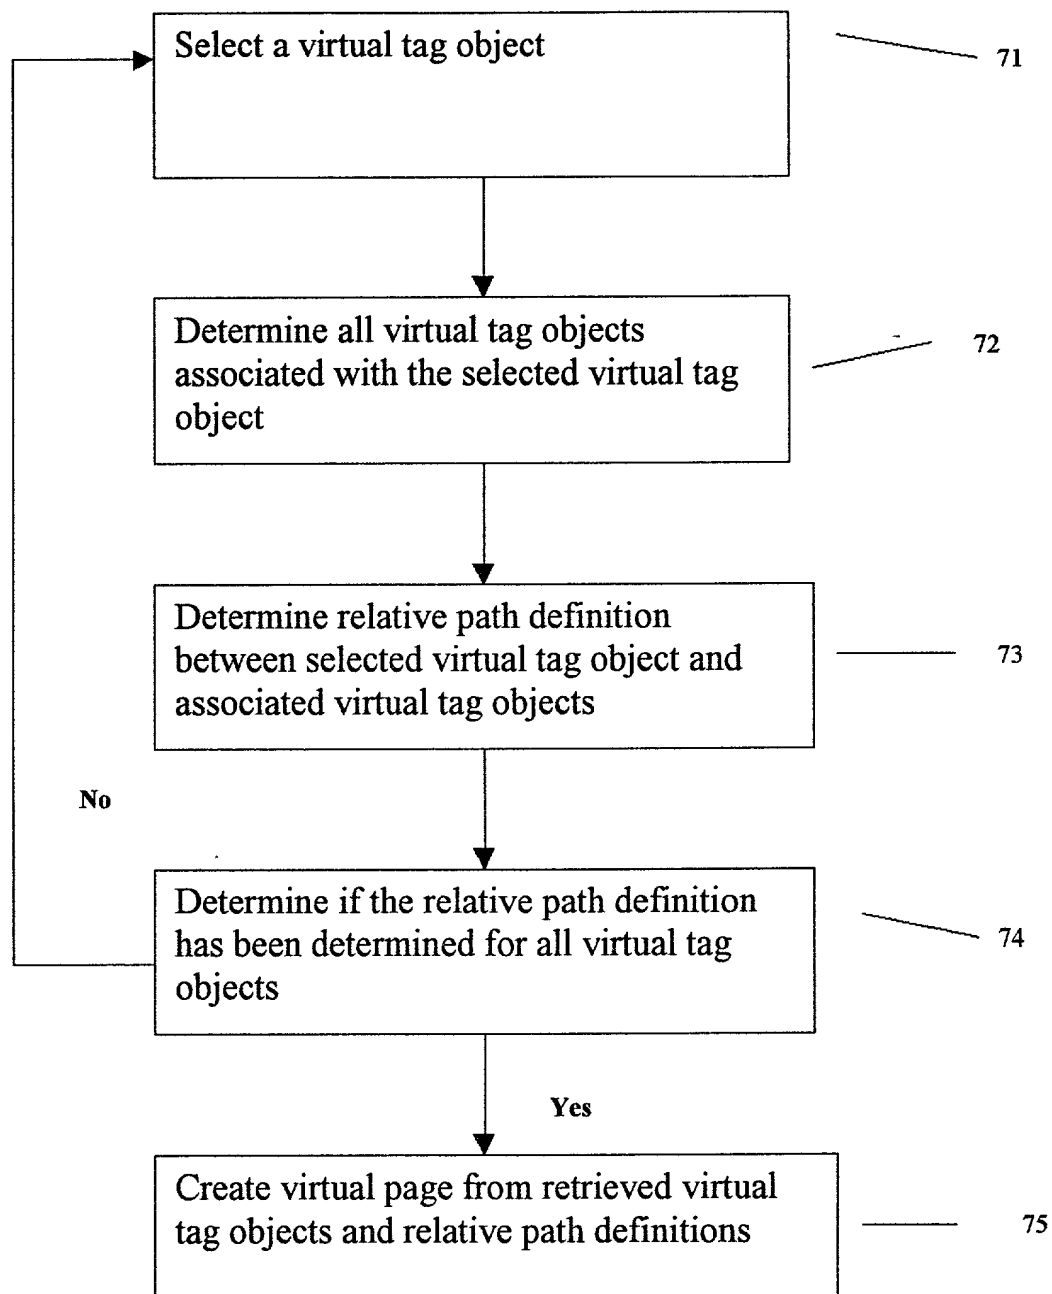 Select a virtual tag object
71
Determine all virtual tag objects
associated with the selected virtual tag
object
72
Determine relative path definition
between selected virtual tag object and
associated virtual tag objects
73
No
Determine if the relative path definition
has been determined for all virtual tag
objects
74
Yes
Create virtual page from retrieved virtual
tag objects and relative path definitions
75